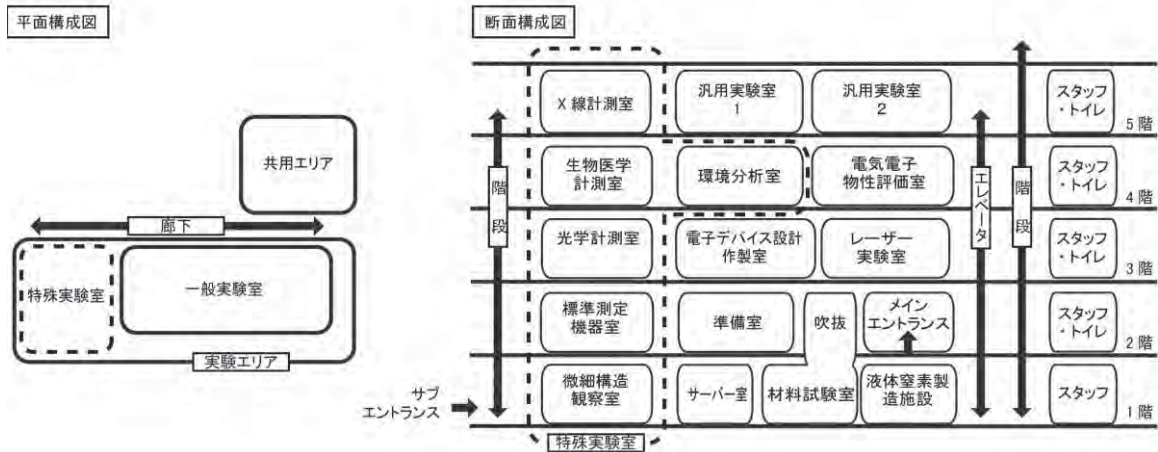 平面構成図
共用エリア
廊下
特殊実験室
一般実験室
実験エリア
断面構成図
X 線計測室
汎用実験室
1
汎用実験室
2
スタッフ
・トイレ
5 階
生物医学
計測室
環境分析室
電気電子
物性評価室
スタッフ
・トイレ
4 階
階段
エレベータ
階段
光学計測室
電子デバイス設計
作製室
レーザー
実験室
スタッフ
・トイレ
3 階
標準測定
機器室
準備室
吹抜
メイン
エントランス
スタッフ
・トイレ
2 階
サブ
エントランス
微細構造
観察室
サーバー室
材料試験室
液体窒素製
造施設
スタッフ
1 階
特殊実験室